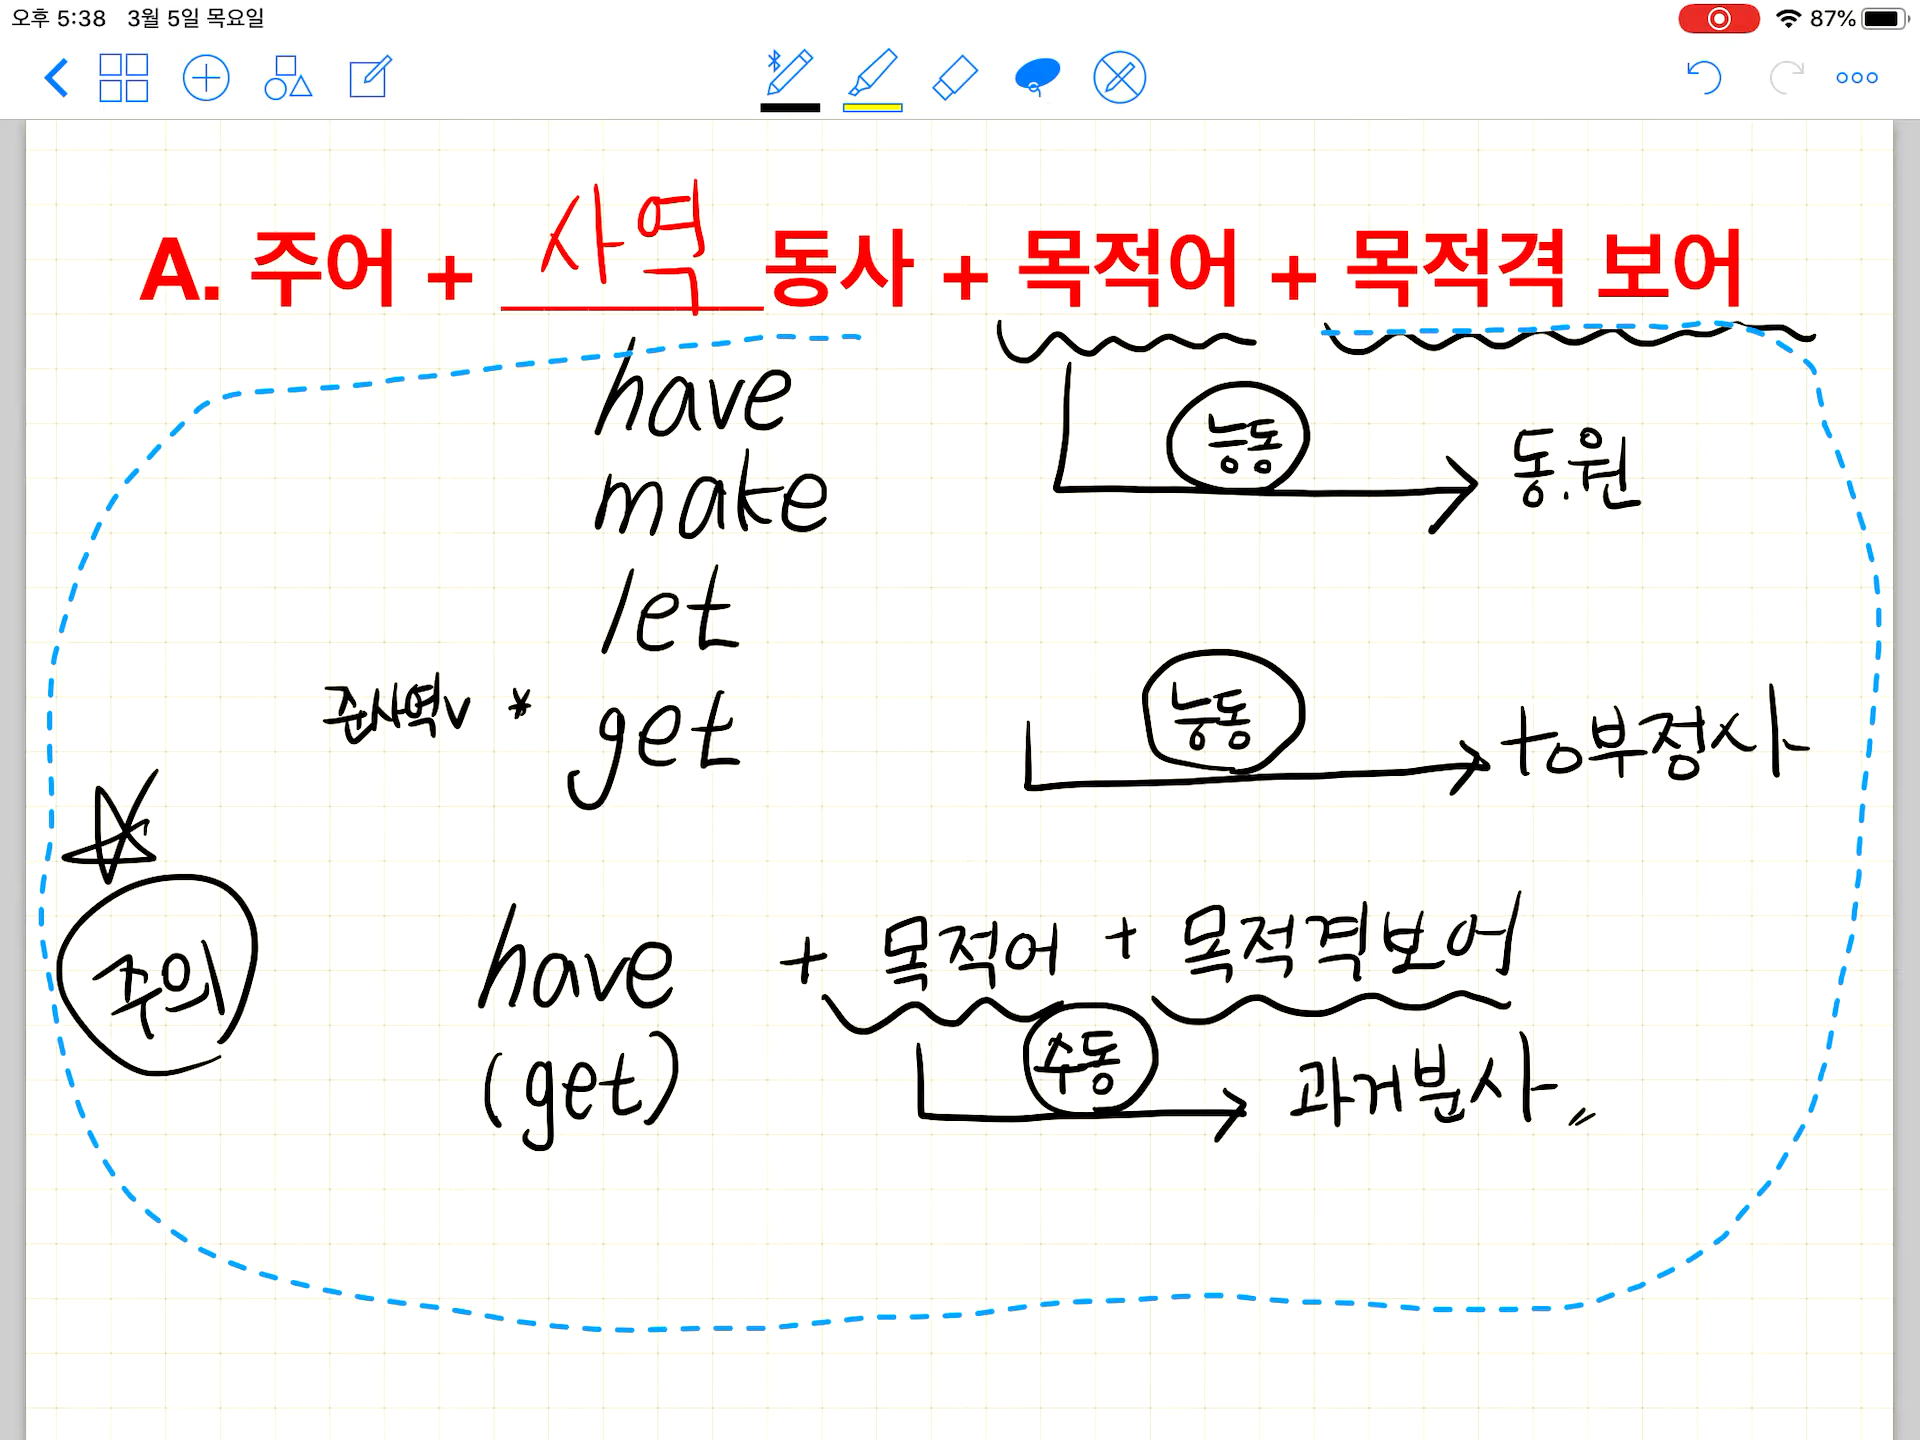 오후 5:38 3월 5일 목요일 87%
A. 주어 + 사역 동사 + 목적어 + 목적격 보어
have
능동 동.원
make
let
준사역v * get 능동 to부정사
주의 have + 목적어 + 목적격보어
(get) 수동 과거분사 〃